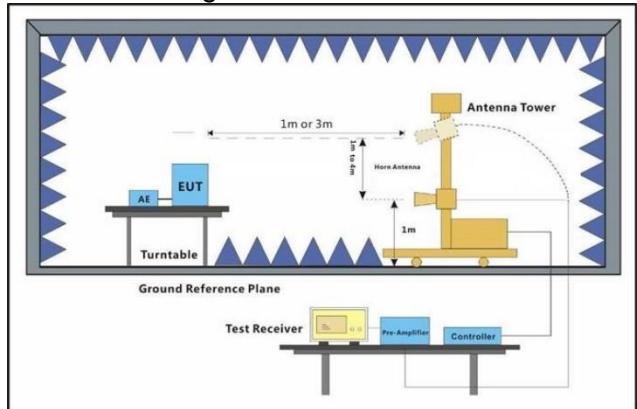 1m or 3m
Antenna Tower
1m to 4m
Horn Antenna
EUT
AE
1m
Turntable
Ground Reference Plane
Test Receiver
Pre-Amplifier
Controller